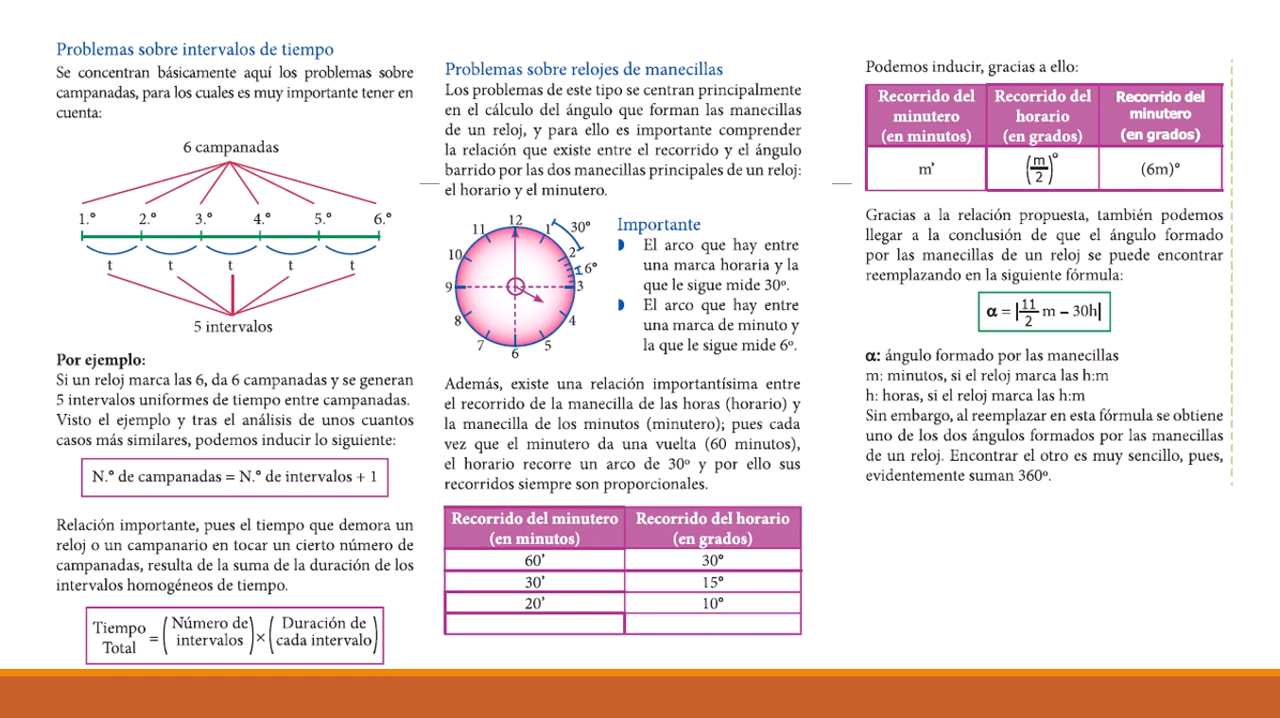 Problemas sobre intervalos de tiempo
Se concentran básicamente aquí los problemas sobre
campanadas, para los cuales es muy importante tener en
cuenta:
6 campanadas
1.° 2.° 3.° 4.° 5.° 6.°
t t t t t
5 intervalos
Por ejemplo:
Si un reloj marca las 6, da 6 campanadas y se generan
5 intervalos uniformes de tiempo entre campanadas.
Visto el ejemplo y tras el análisis de unos cuantos
casos más similares, podemos inducir lo siguiente:
N.° de campanadas = N.° de intervalos + 1
Relación importante, pues el tiempo que demora un
reloj o un campanario en tocar un cierto número de
campanadas, resulta de la suma de la duración de los
intervalos homogéneos de tiempo.
Tiempo Total = (Número de intervalos) × (Duración de cada intervalo)
Problemas sobre relojes de manecillas
Los problemas de este tipo se centran principalmente
en el cálculo del ángulo que forman las manecillas
de un reloj, y para ello es importante comprender
la relación que existe entre el recorrido y el ángulo
barrido por las dos manecillas principales de un reloj:
el horario y el minutero.
12
1
2
3
4
5
6
7
8
9
10
11
30°
6°
Importante
El arco que hay entre
una marca horaria y la
que le sigue mide 30º.
El arco que hay entre
una marca de minuto y
la que le sigue mide 6º.
Además, existe una relación importantísima entre
el recorrido de la manecilla de las horas (horario) y
la manecilla de los minutos (minutero); pues cada
vez que el minutero da una vuelta (60 minutos),
el horario recorre un arco de 30º y por ello sus
recorridos siempre son proporcionales.
Recorrido del minutero (en minutos) Recorrido del horario (en grados)
60’ 30°
30’ 15°
20’ 10°
Podemos inducir, gracias a ello:
Recorrido del minutero (en minutos) Recorrido del horario (en grados) Recorrido del minutero (en grados)
m’ (m/2)° (6m)°
Gracias a la relación propuesta, también podemos
llegar a la conclusión de que el ángulo formado
por las manecillas de un reloj se puede encontrar
reemplazando en la siguiente fórmula:
α = |11/2 m – 30h|
α: ángulo formado por las manecillas
m: minutos, si el reloj marca las h:m
h: horas, si el reloj marca las h:m
Sin embargo, al reemplazar en esta fórmula se obtiene
uno de los dos ángulos formados por las manecillas
de un reloj. Encontrar el otro es muy sencillo, pues,
evidentemente suman 360º.